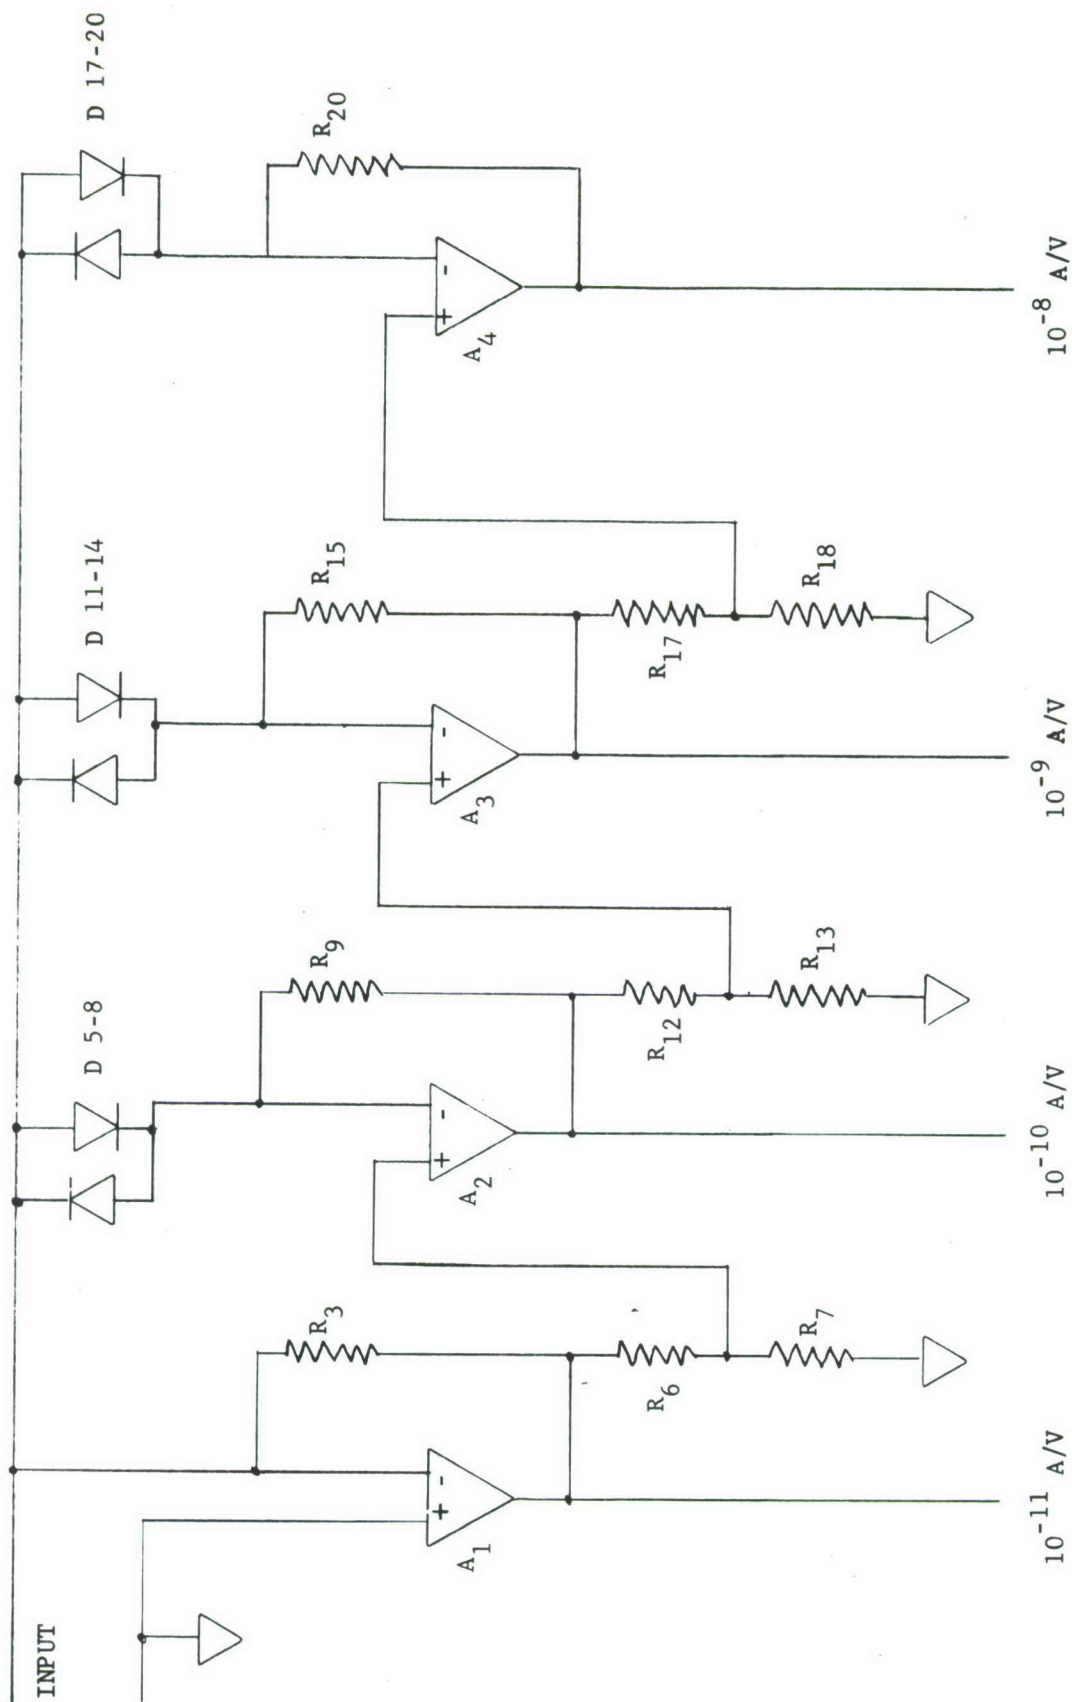 INPUT
A1
+
-
R3
R6
R7
10-11 A/V
D 5-8
A2
+
-
R9
R12
R13
10-10 A/V
D 11-14
A3
+
-
R15
R17
R18
10-9 A/V
D 17-20
A4
+
-
R20
10-8 A/V